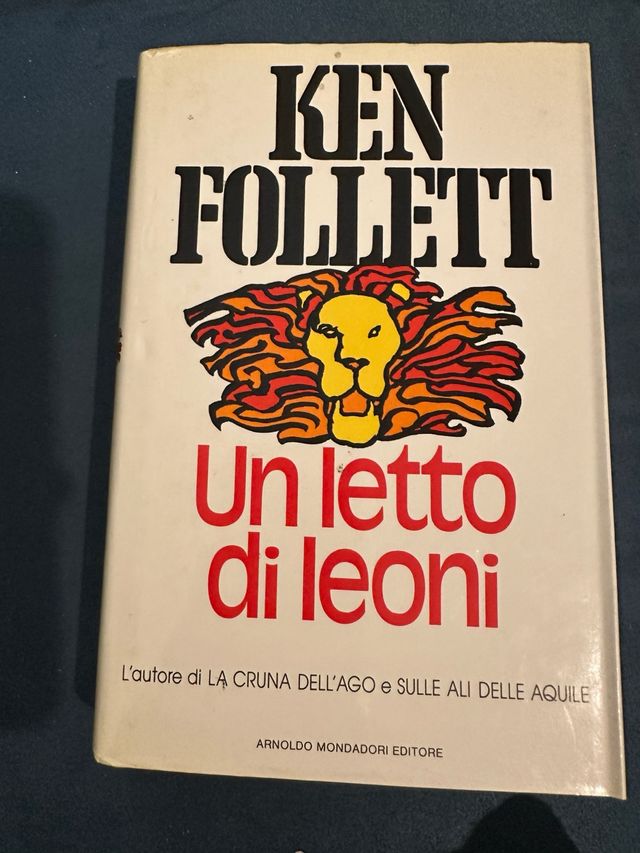 KEN
FOLLETT
Un letto
di leoni
L'autore di LA CRUNA DELL'AGO e SULLE ALI DELLE AQUILE
ARNOLDO MONDADORI EDITORE